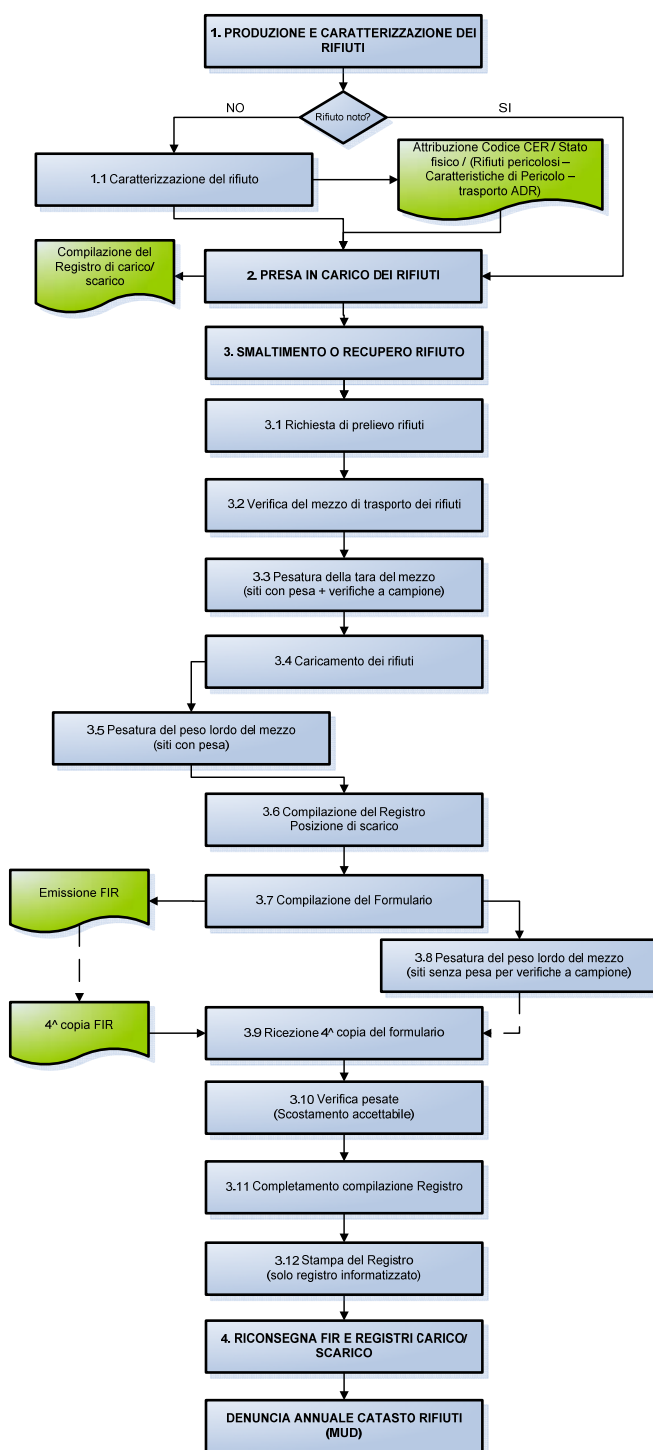 1. PRODUZIONE E CARATTERIZZAZIONE DEI
RIFIUTI
NO
Rifiuto noto?
SI
1.1 Caratterizzazione del rifiuto
Attribuzione Codice CER / Stato
fisico / (Rifiuti pericolosi –
Caratteristiche di Pericolo –
trasporto ADR)
Compilazione del
Registro di carico/
scarico
2. PRESA IN CARICO DEI RIFIUTI
3. SMALTIMENTO O RECUPERO RIFIUTO
3.1 Richiesta di prelievo rifiuti
3.2 Verifica del mezzo di trasporto dei rifiuti
3.3 Pesatura della tara del mezzo
(siti con pesa + verifiche a campione)
3.4 Caricamento dei rifiuti
3.5 Pesatura del peso lordo del mezzo
(siti con pesa)
3.6 Compilazione del Registro
Posizione di scarico
Emissione FIR
3.7 Compilazione del Formulario
3.8 Pesatura del peso lordo del mezzo
(siti senza pesa per verifiche a campione)
4^ copia FIR
3.9 Ricezione 4^ copia del formulario
3.10 Verifica pesate
(Scostamento accettabile)
3.11 Completamento compilazione Registro
3.12 Stampa del Registro
(solo registro informatizzato)
4. RICONSEGNA FIR E REGISTRI CARICO/
SCARICO
DENUNCIA ANNUALE CATASTO RIFIUTI
(MUD)